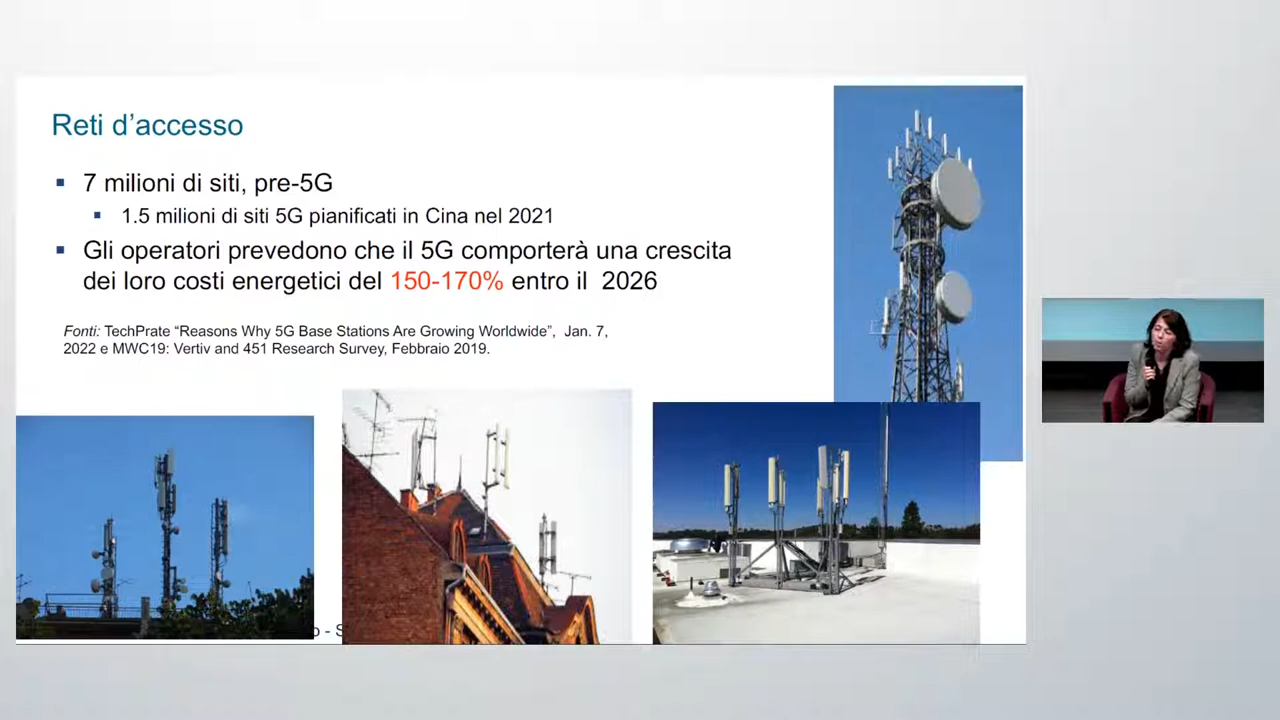 Reti d’accesso
▪ 7 milioni di siti, pre-5G
▪ 1.5 milioni di siti 5G pianificati in Cina nel 2021
▪ Gli operatori prevedono che il 5G comporterà una crescita
dei loro costi energetici del 150-170% entro il 2026
Fonti: TechPrate “Reasons Why 5G Base Stations Are Growing Worldwide”, Jan. 7,
2022 e MWC19: Vertiv and 451 Research Survey, Febbraio 2019.